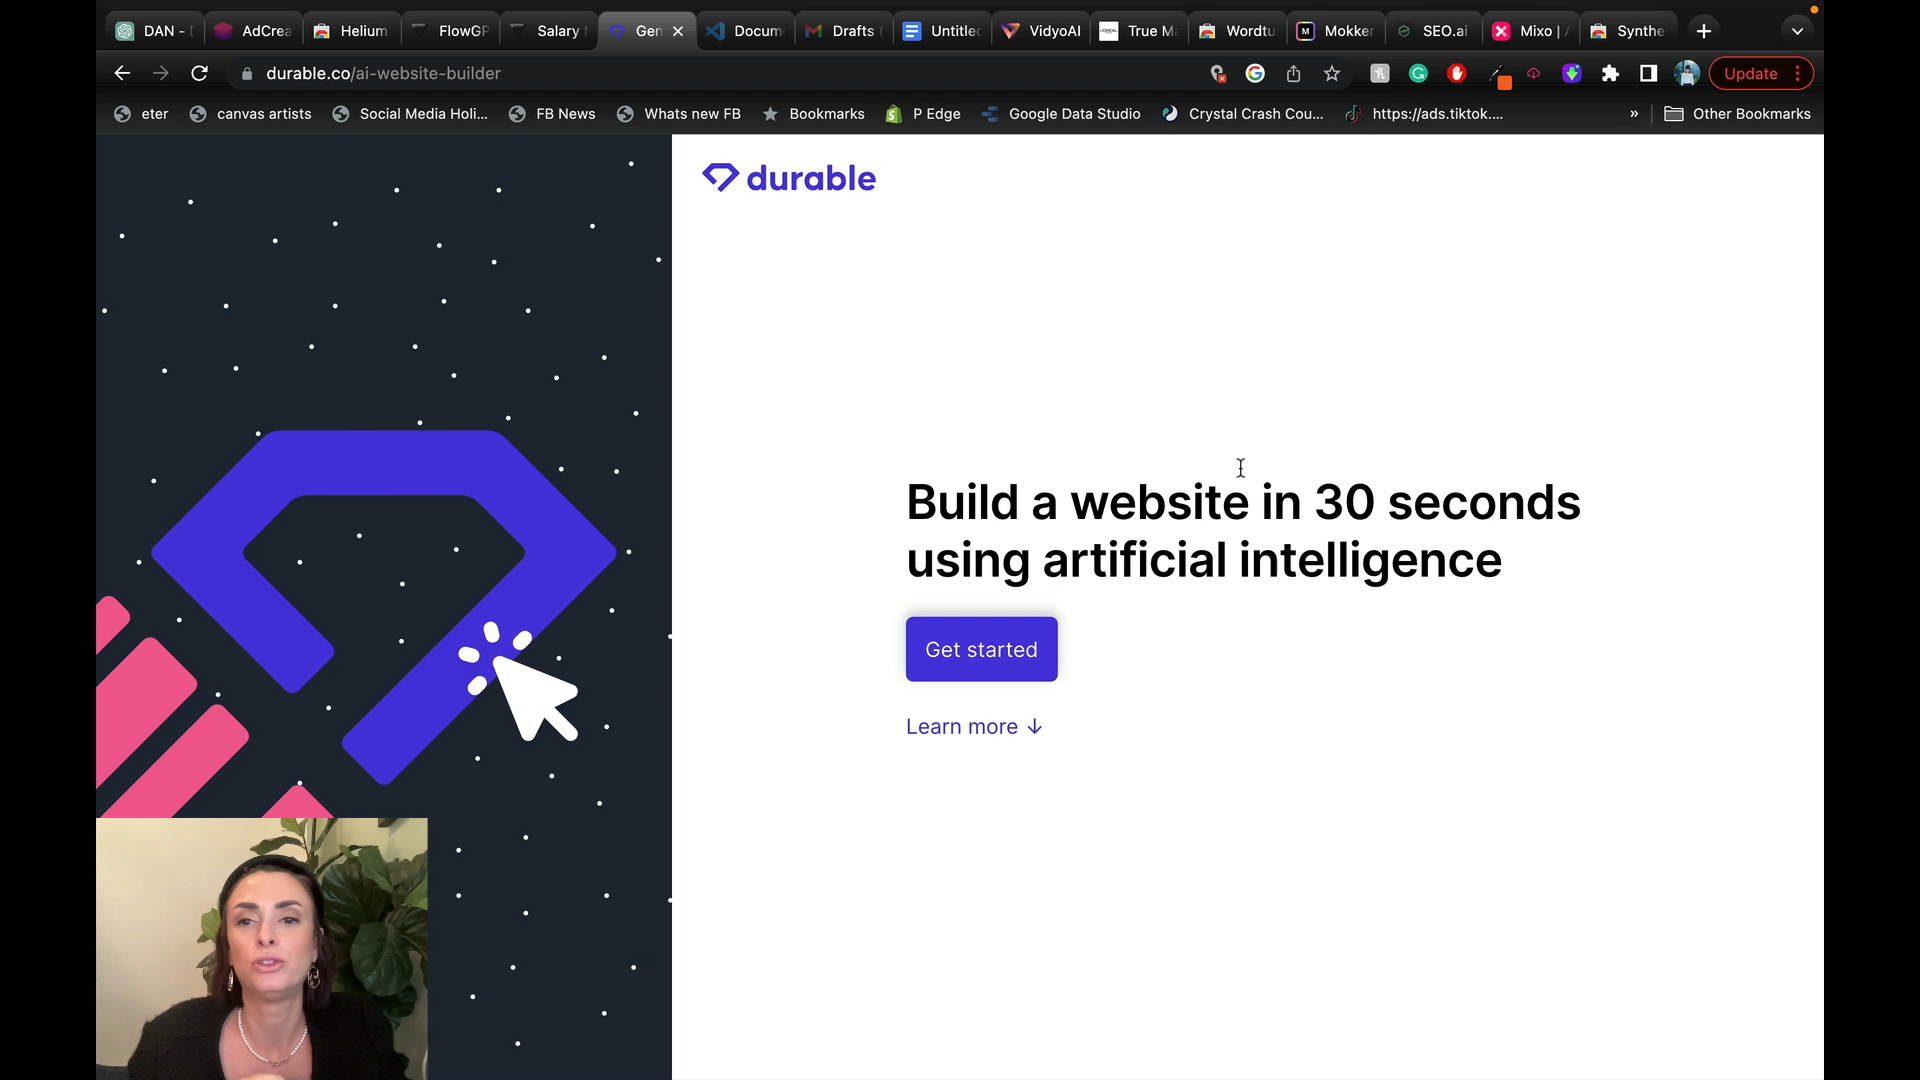 DAN -
AdCrea
Helium
FlowGP
Salary
Gen
Docum
Drafts (
Untitled
VidyoAI
True Ma
Wordtu
Mokker
SEO.ai
Mixo | A
Synthe
durable.co/ai-website-builder
Update
eter
canvas artists
Social Media Holi...
FB News
Whats new FB
Bookmarks
P Edge
Google Data Studio
Crystal Crash Cou...
https://ads.tiktok....
»
Other Bookmarks
durable
Build a website in 30 seconds
using artificial intelligence
Get started
Learn more ↓